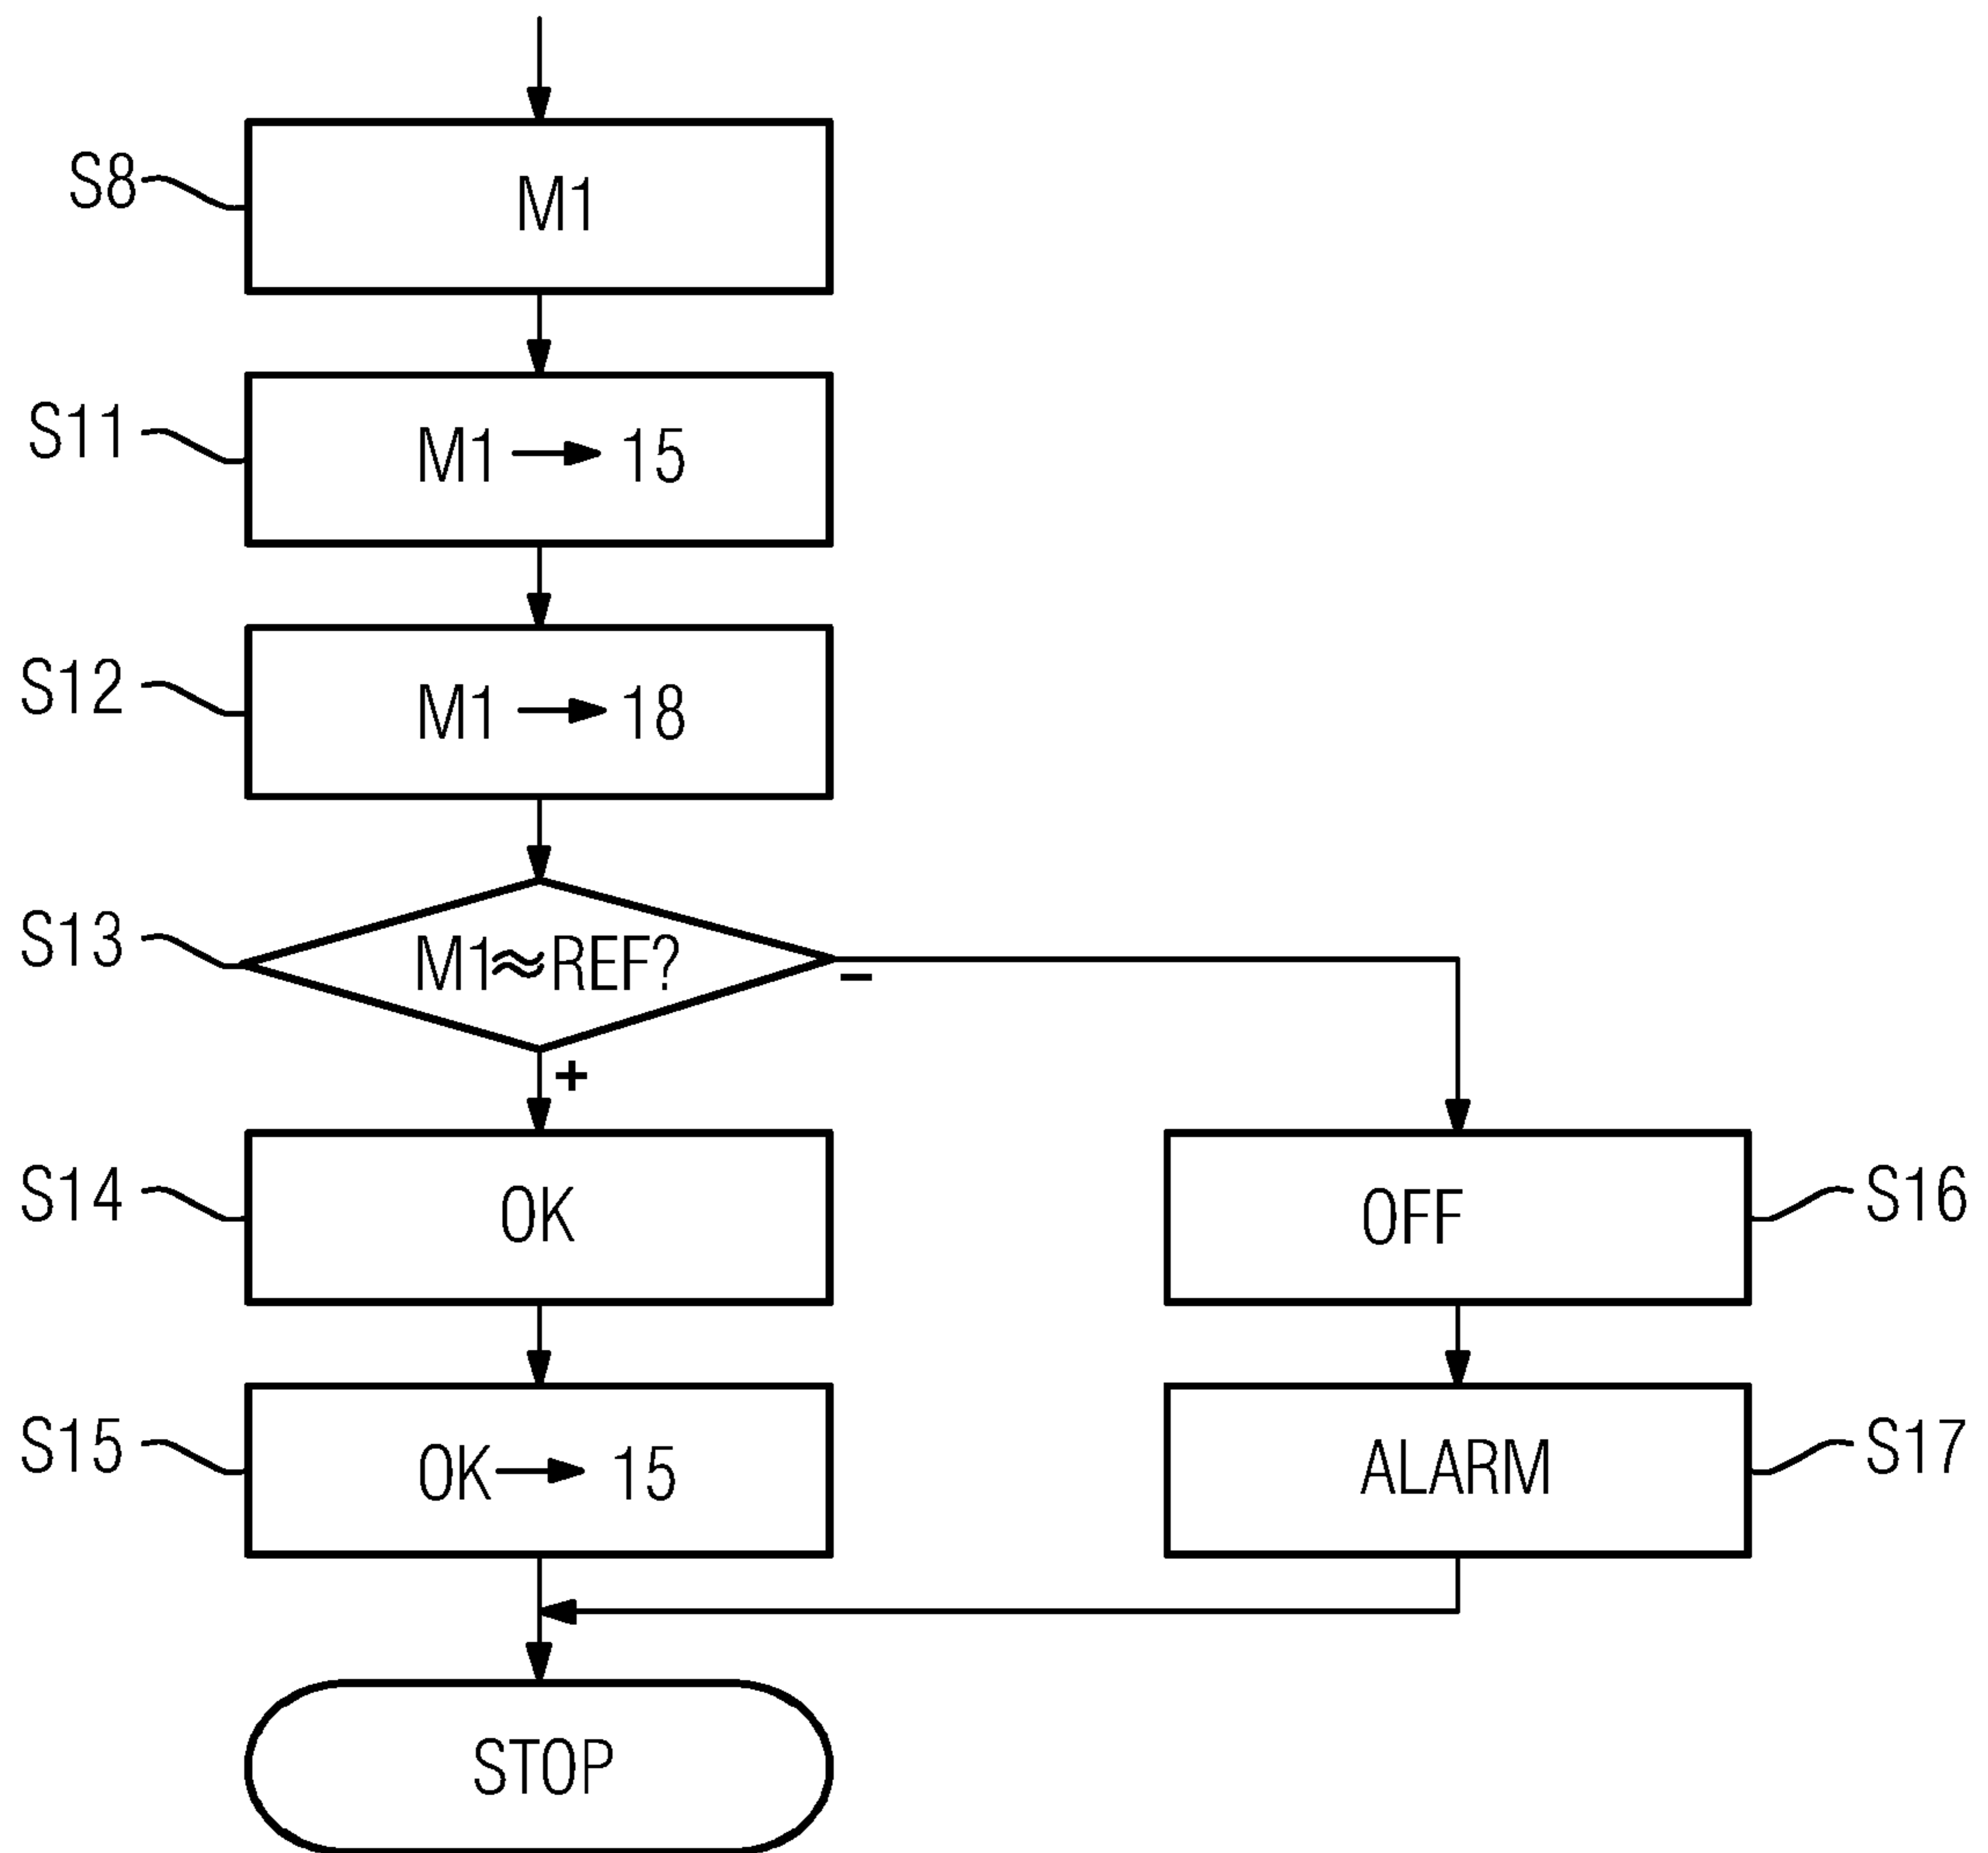 S8
M1
S11
M1 → 15
S12
M1 → 18
S13
M1≈REF?
−
+
S14
OK
OFF
S16
S15
OK → 15
ALARM
S17
STOP